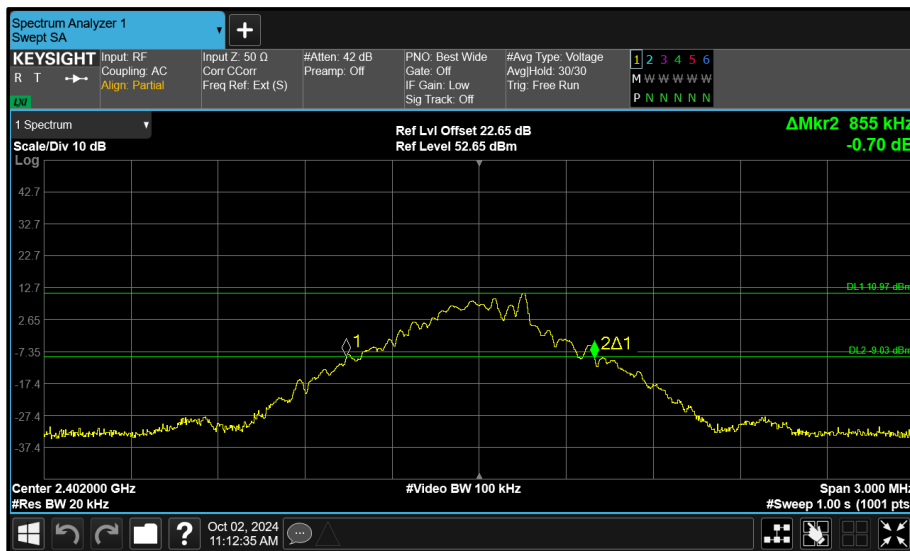 Spectrum Analyzer 1
Swept SA
KEYSIGHT
R T
LXI
Input: RF
Coupling: AC
Align: Partial
Input Z: 50 Ω
Corr CCorr
Freq Ref: Ext (S)
#Atten: 42 dB
Preamp: Off
PNO: Best Wide
Gate: Off
IF Gain: Low
Sig Track: Off
#Avg Type: Voltage
Avg|Hold: 30/30
Trig: Free Run
1 2 3 4 5 6
M W W W W W
P N N N N N
1 Spectrum
Scale/Div 10 dB
Ref Lvl Offset 22.65 dB
Ref Level 52.65 dBm
ΔMkr2 855 kHz
-0.70 dB
Log
42.7
32.7
22.7
12.7
DL1 10.97 dBm
2.65
1
2Δ1
-7.35
DL2 -9.03 dBm
-17.4
-27.4
-37.4
Center 2.402000 GHz
#Video BW 100 kHz
Span 3.000 MHz
#Res BW 20 kHz
#Sweep 1.00 s (1001 pts
Oct 02, 2024
11:12:35 AM